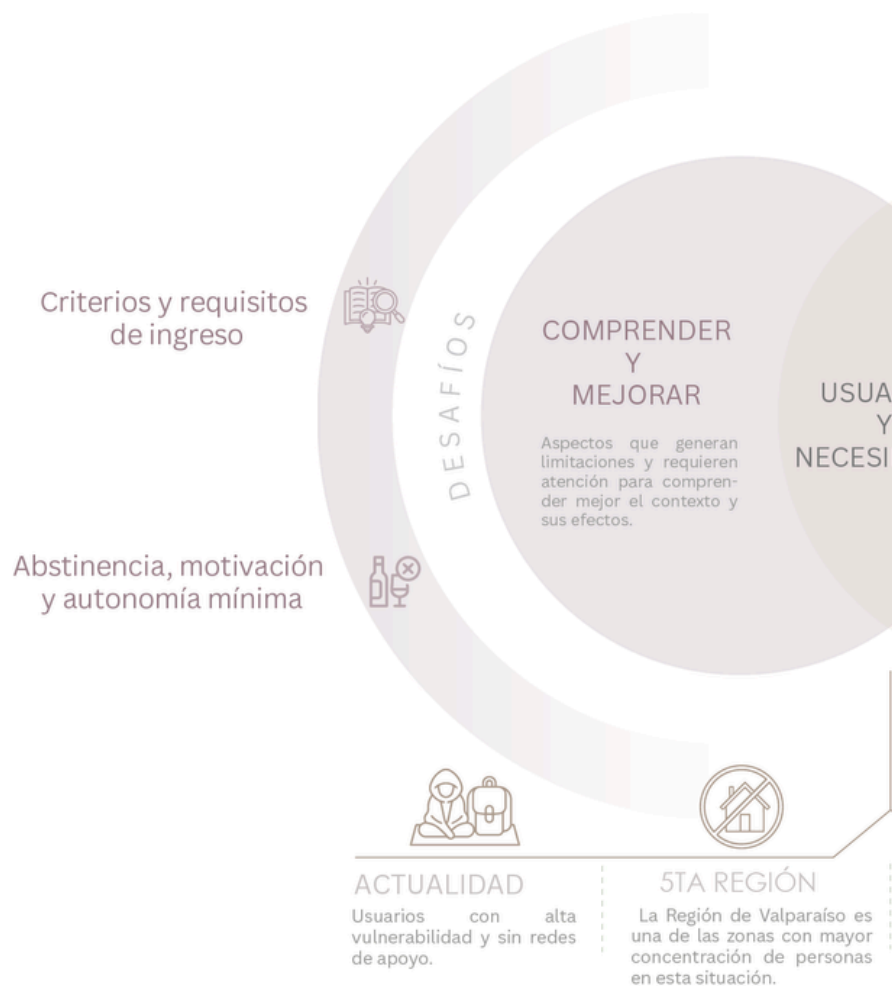 Criterios y requisitos
de ingreso
Abstinencia, motivación
y autonomía mínima
DESAFÍOS
COMPRENDER
Y
MEJORAR
Aspectos que generan
limitaciones y requieren
atención para compren-
der mejor el contexto y
sus efectos.
USUA
Y
NECESI
ACTUALIDAD
Usuarios con alta
vulnerabilidad y sin redes
de apoyo.
5TA REGIÓN
La Región de Valparaíso es
una de las zonas con mayor
concentración de personas
en esta situación.